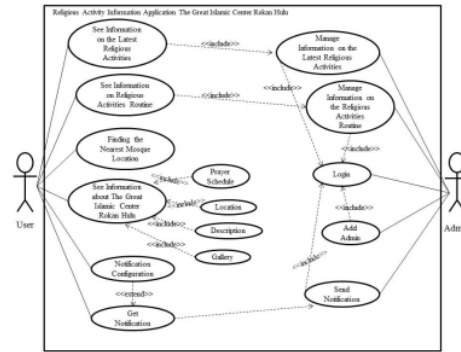 Religious Activity Information Application The Great Islamic Center Rokan Hulu
See Information
on the Latest
Religious
Activities
<<include>>
Manage
Information on the
Latest Religious
Activities
See Information
on Religious
Activities Routine
<<include>>
<<include>>
Manage
Information on
the Religious
Activities
Routine
Finding the
Nearest Mosque
Location
<<include>>
Prayer
Schedule
<<include>>
Login
User
See Information
about The Great
Islamic Center
Rokan Hulu
<<include>>
Location
<<include>>
Admi
<<include>>
Description
Add
Admin
<<include>>
Gallery
Notification
Configuration
<<include>>
<<extend>>
Send
Notification
Get
Notification